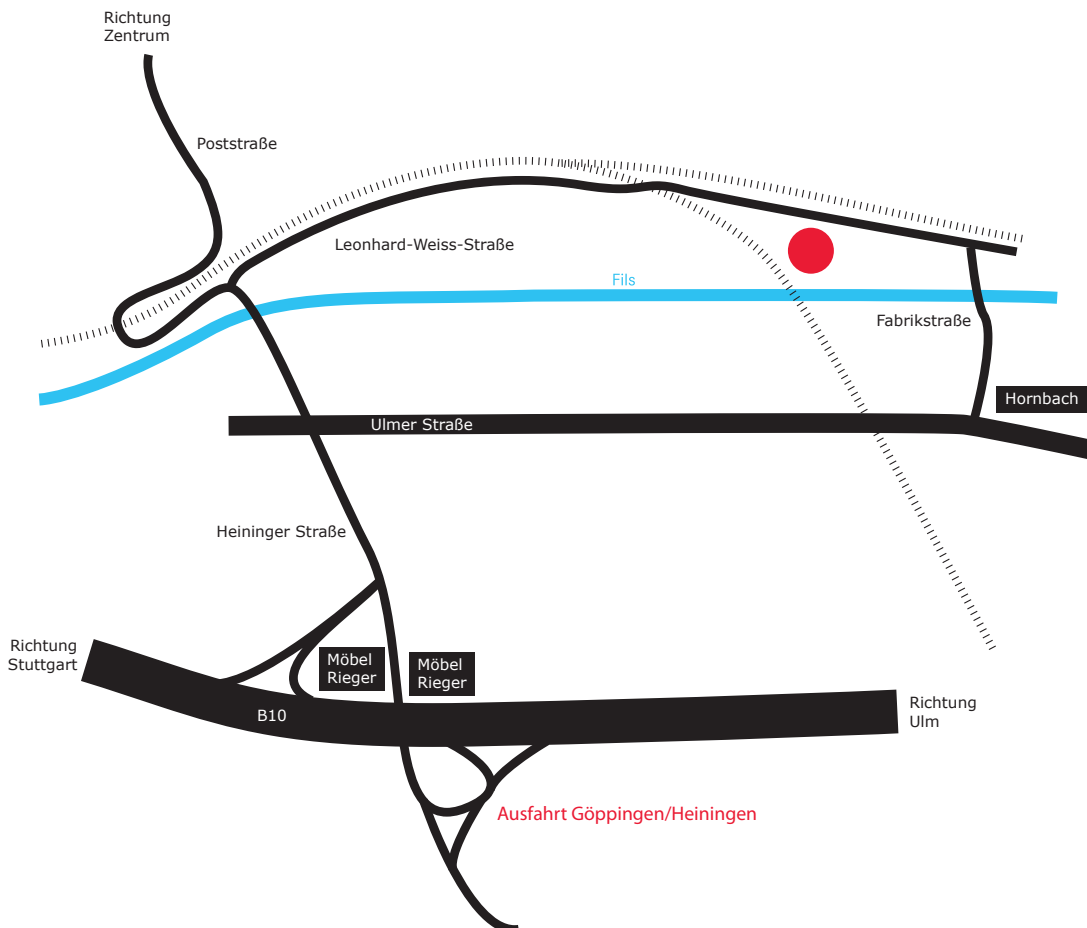 Richtung
Zentrum
Poststraße
Leonhard-Weiss-Straße
Fils
Fabrikstraße
Hornbach
Ulmer Straße
Heininger Straße
Richtung
Stuttgart
Möbel
Rieger
Möbel
Rieger
B10
Richtung
Ulm
Ausfahrt Göppingen/Heiningen